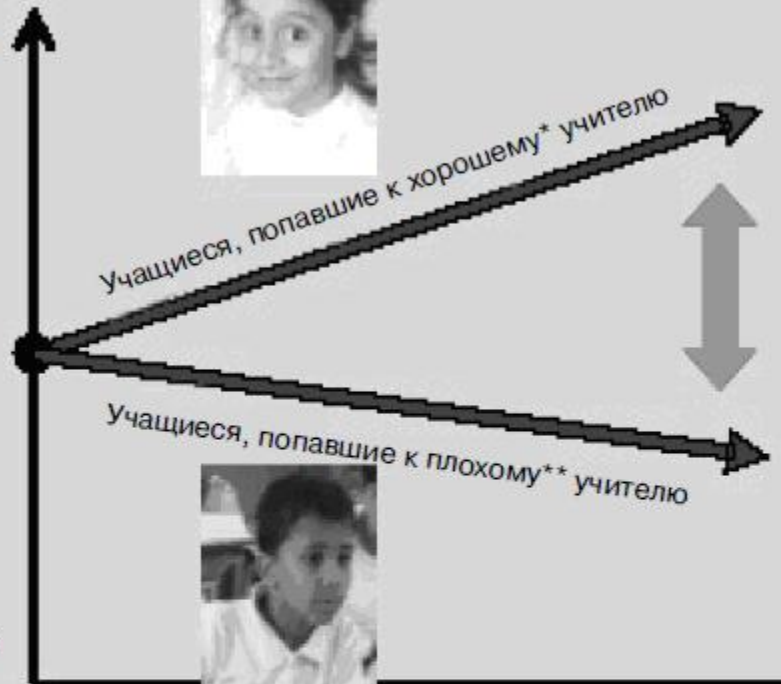 Учащиеся, попавшие к хорошему* учителю
Учащиеся, попавшие к плохому** учителю